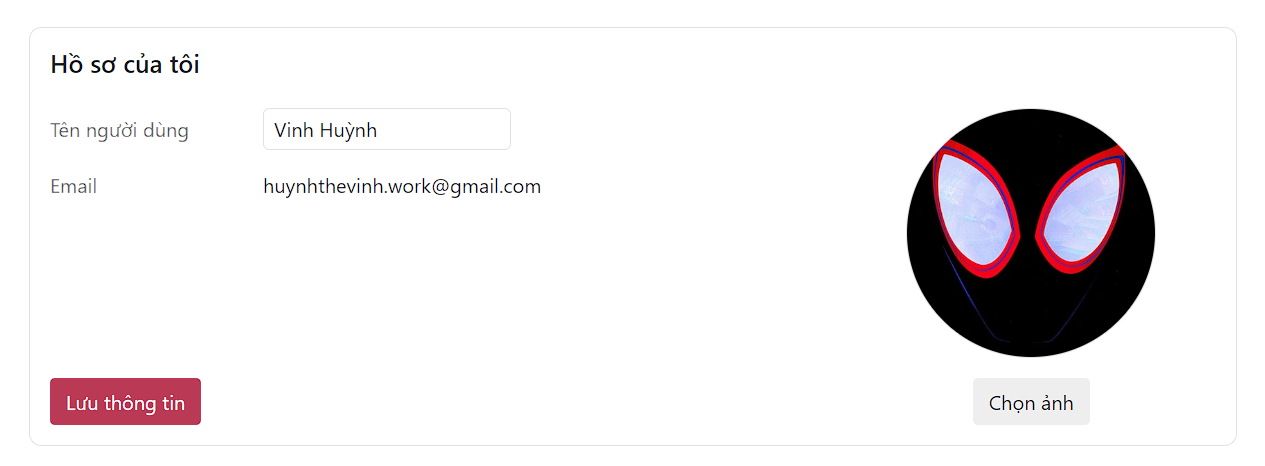 Hồ sơ của tôi
Tên người dùng
Vinh Huỳnh
Email
huynhthevinh.work@gmail.com
Lưu thông tin
Chọn ảnh